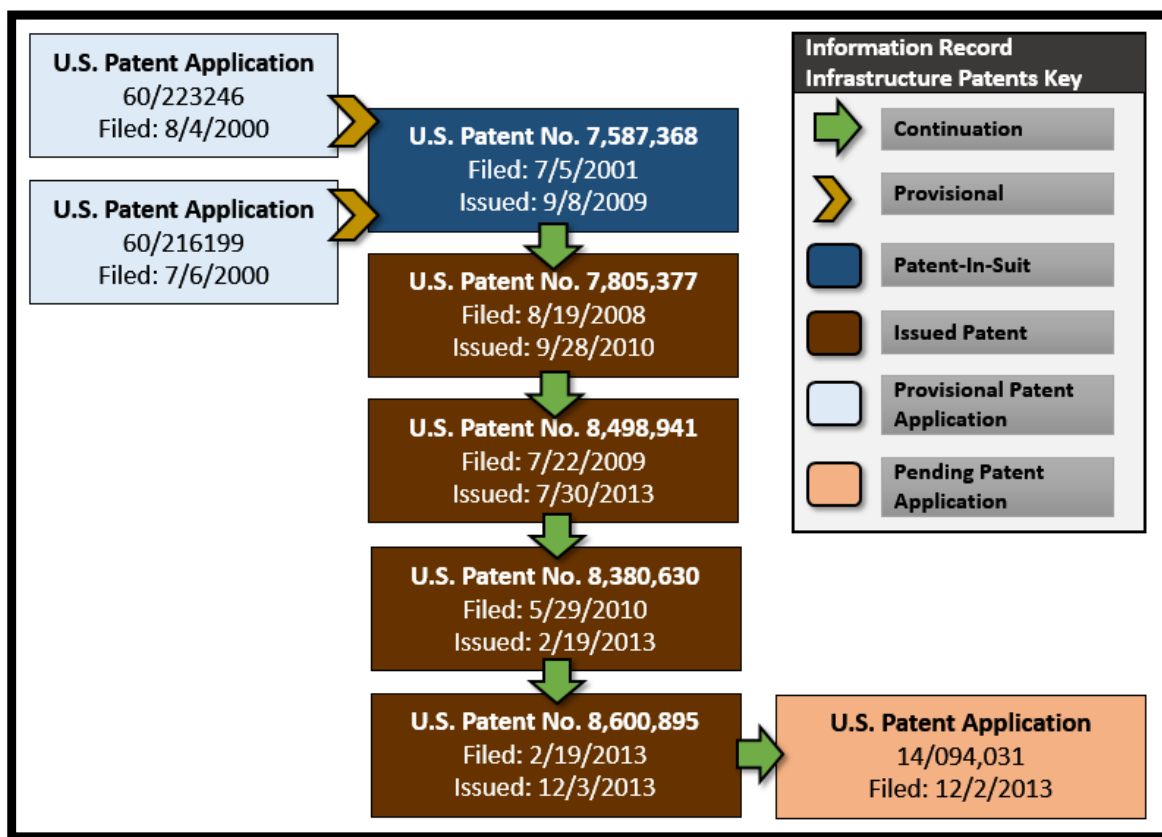 U.S. Patent Application
60/223246
Filed: 8/4/2000
U.S. Patent Application
60/216199
Filed: 7/6/2000
U.S. Patent No. 7,587,368
Filed: 7/5/2001
Issued: 9/8/2009
U.S. Patent No. 7,805,377
Filed: 8/19/2008
Issued: 9/28/2010
U.S. Patent No. 8,498,941
Filed: 7/22/2009
Issued: 7/30/2013
U.S. Patent No. 8,380,630
Filed: 5/29/2010
Issued: 2/19/2013
U.S. Patent No. 8,600,895
Filed: 2/19/2013
Issued: 12/3/2013
U.S. Patent Application
14/094,031
Filed: 12/2/2013
Information Record
Infrastructure Patents Key
Continuation
Provisional
Patent-In-Suit
Issued Patent
Provisional Patent
Application
Pending Patent
Application